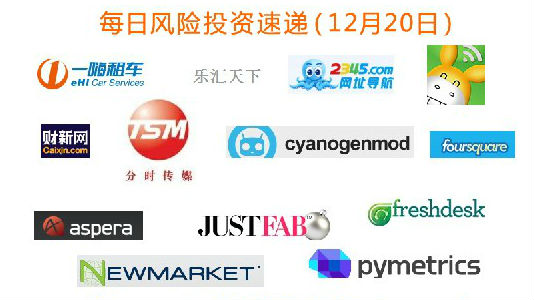 每日风险投资速递(12月20日)
一嗨租车
eHi Car Services
乐汇天下
2345.com
网址导航
财新网
Caixin.com
TSM
分时传媒
cyanogenmod
foursquare
aspera
JUSTFAB
freshdesk
NEWMARKET
pymetrics